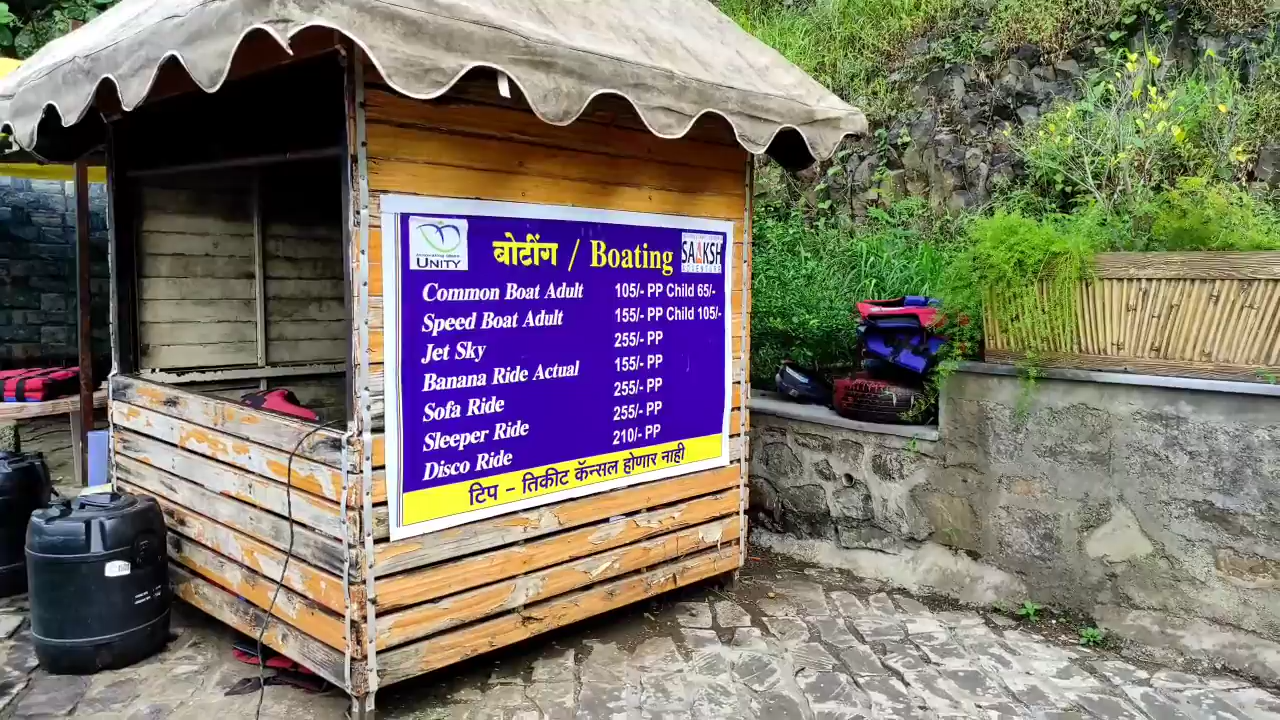 UNITY
बोटींग / Boating
SAAKSH
ADVENTURE
Common Boat Adult 105/- PP Child 65/-
Speed Boat Adult 155/- PP Child 105/-
Jet Sky 255/- PP
Banana Ride Actual 155/- PP
Sofa Ride 255/- PP
Sleeper Ride 255/- PP
Disco Ride 210/- PP
टिप - तिकीट कॅन्सल होणार नाही